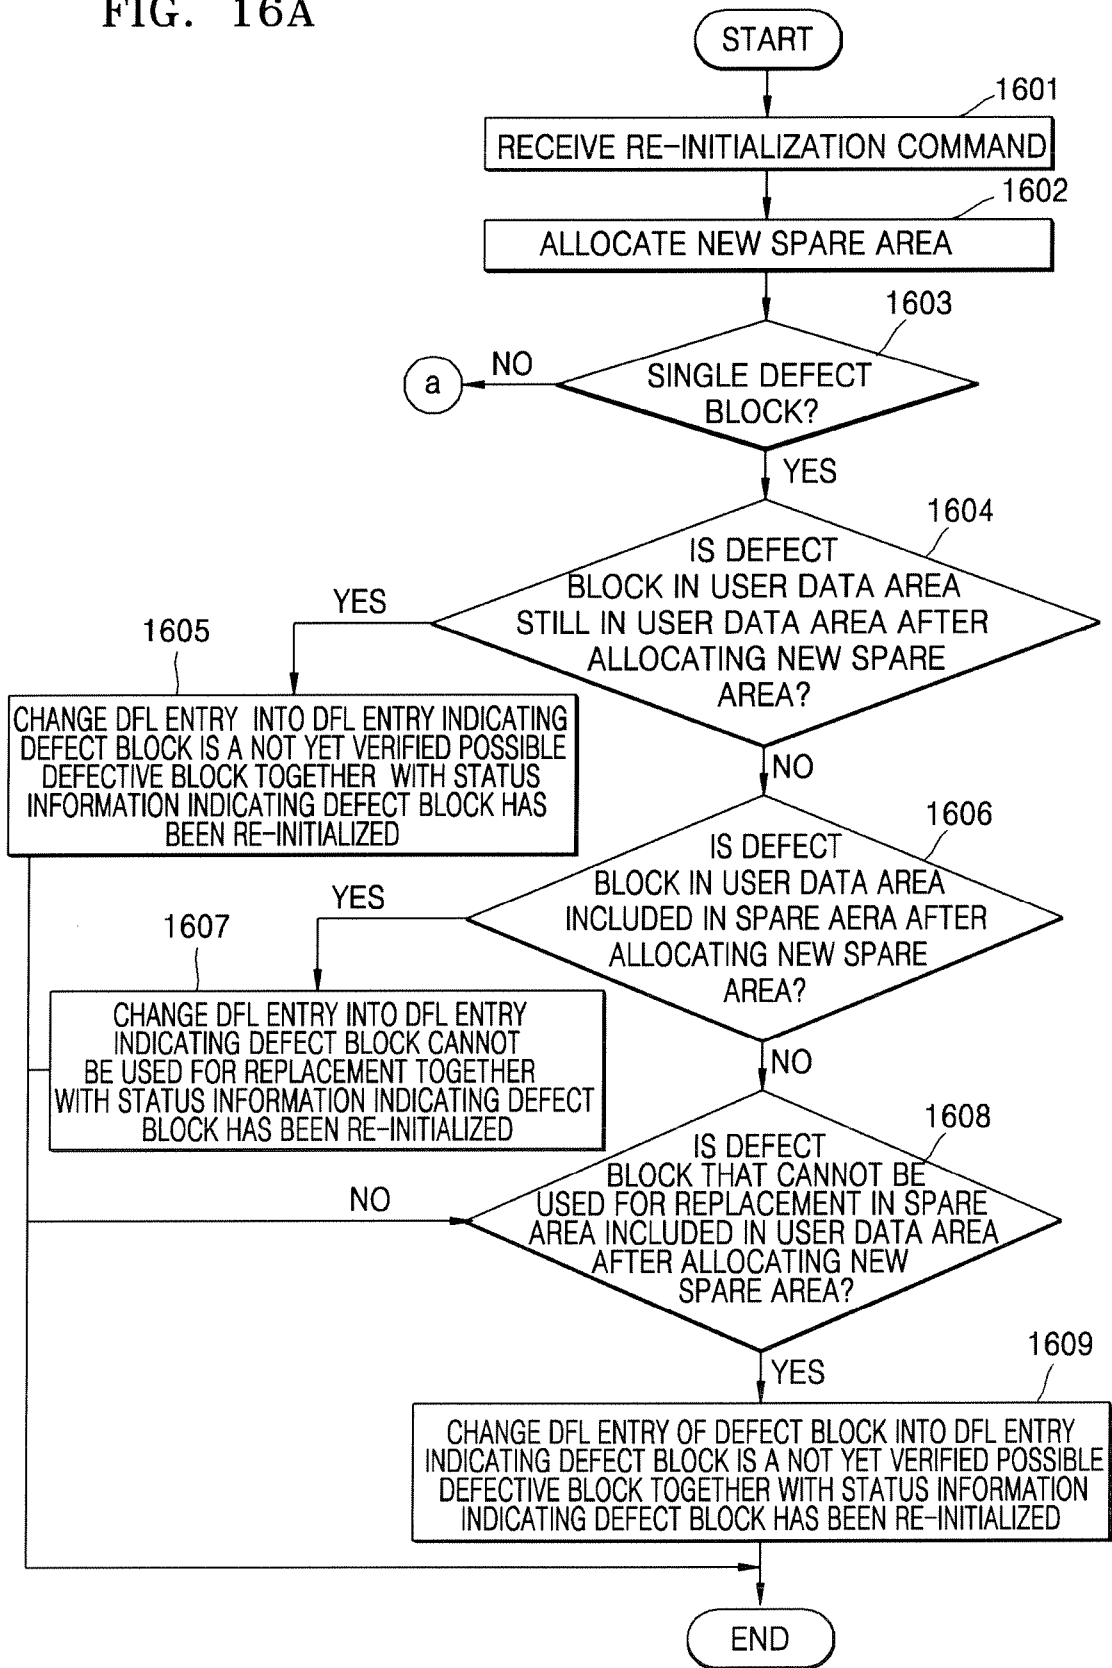 FIG. 16A
START
1601
RECEIVE RE-INITIALIZATION COMMAND
1602
ALLOCATE NEW SPARE AREA
1603
SINGLE DEFECT
BLOCK?
NO
a
YES
1604
IS DEFECT
BLOCK IN USER DATA AREA
STILL IN USER DATA AREA AFTER
ALLOCATING NEW SPARE
AREA?
YES
1605
CHANGE DFL ENTRY INTO DFL ENTRY INDICATING
DEFECT BLOCK IS A NOT YET VERIFIED POSSIBLE
DEFECTIVE BLOCK TOGETHER WITH STATUS
INFORMATION INDICATING DEFECT BLOCK HAS
BEEN RE-INITIALIZED
NO
1606
IS DEFECT
BLOCK IN USER DATA AREA
INCLUDED IN SPARE AERA AFTER
ALLOCATING NEW SPARE
AREA?
YES
1607
CHANGE DFL ENTRY INTO DFL ENTRY
INDICATING DEFECT BLOCK CANNOT
BE USED FOR REPLACEMENT TOGETHER
WITH STATUS INFORMATION INDICATING DEFECT
BLOCK HAS BEEN RE-INITIALIZED
NO
1608
IS DEFECT
BLOCK THAT CANNOT BE
USED FOR REPLACEMENT IN SPARE
AREA INCLUDED IN USER DATA AREA
AFTER ALLOCATING NEW
SPARE AREA?
NO
YES
1609
CHANGE DFL ENTRY OF DEFECT BLOCK INTO DFL ENTRY
INDICATING DEFECT BLOCK IS A NOT YET VERIFIED POSSIBLE
DEFECTIVE BLOCK TOGETHER WITH STATUS INFORMATION
INDICATING DEFECT BLOCK HAS BEEN RE-INITIALIZED
END